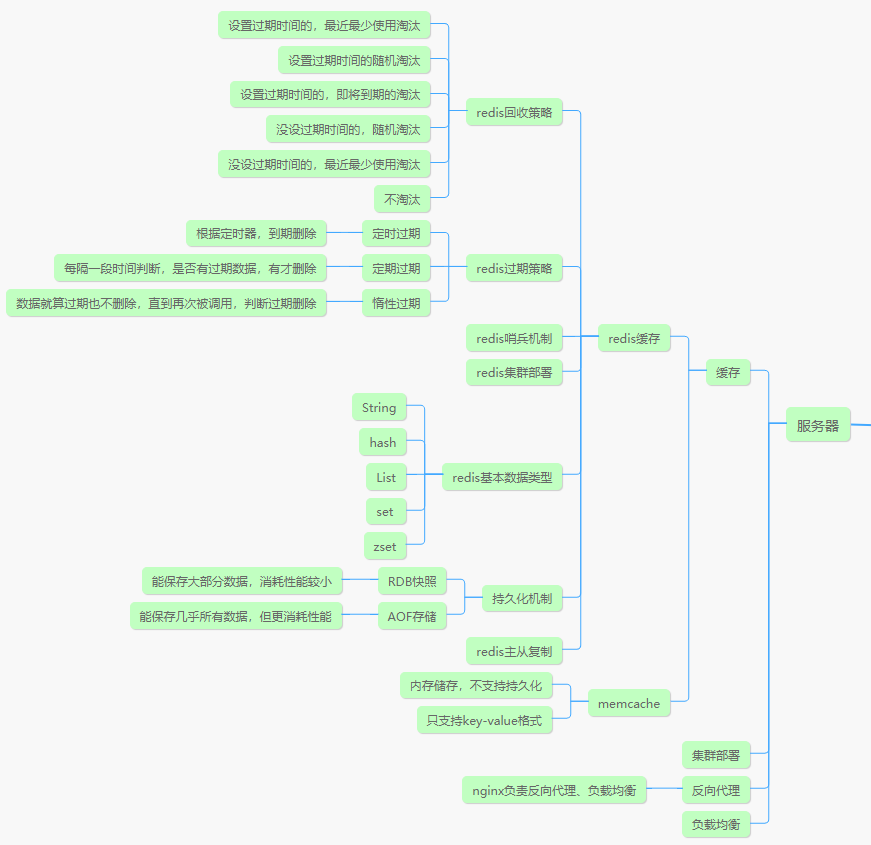 设置过期时间的，最近最少使用淘汰
设置过期时间的随机淘汰
设置过期时间的，即将到期的淘汰
redis回收策略
没设过期时间的，随机淘汰
没设过期时间的，最近最少使用淘汰
不淘汰
根据定时器，到期删除
定时过期
每隔一段时间判断，是否有过期数据，有才删除
定期过期
redis过期策略
数据就算过期也不删除，直到再次被调用，判断过期删除
惰性过期
redis哨兵机制
redis缓存
redis集群部署
缓存
String
服务器
hash
List
redis基本数据类型
set
zset
能保存大部分数据，消耗性能较小
RDB快照
持久化机制
能保存几乎所有数据，但更消耗性能
AOF存储
redis主从复制
内存储存，不支持持久化
memcache
只支持key-value格式
集群部署
nginx负责反向代理、负载均衡
反向代理
负载均衡